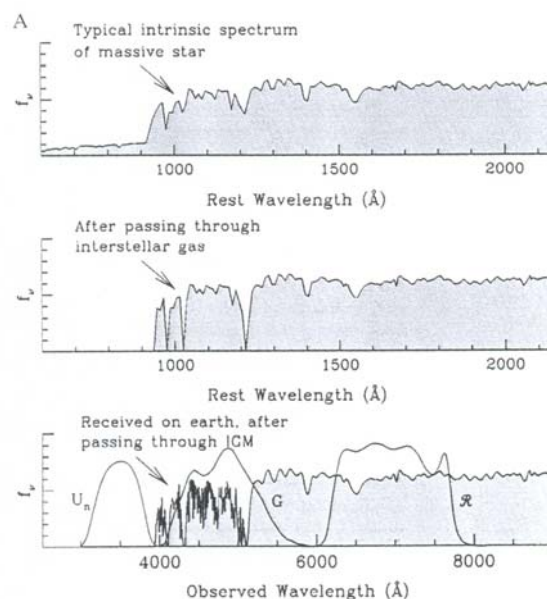 A
Typical intrinsic spectrum
of massive star
f_ν
1000 1500 2000
Rest Wavelength (Å)
After passing through
interstellar gas
f_ν
1000 1500 2000
Rest Wavelength (Å)
Received on earth, after
passing through ICM
f_ν
U_n
G
ℛ
4000 6000 8000
Observed Wavelength (Å)